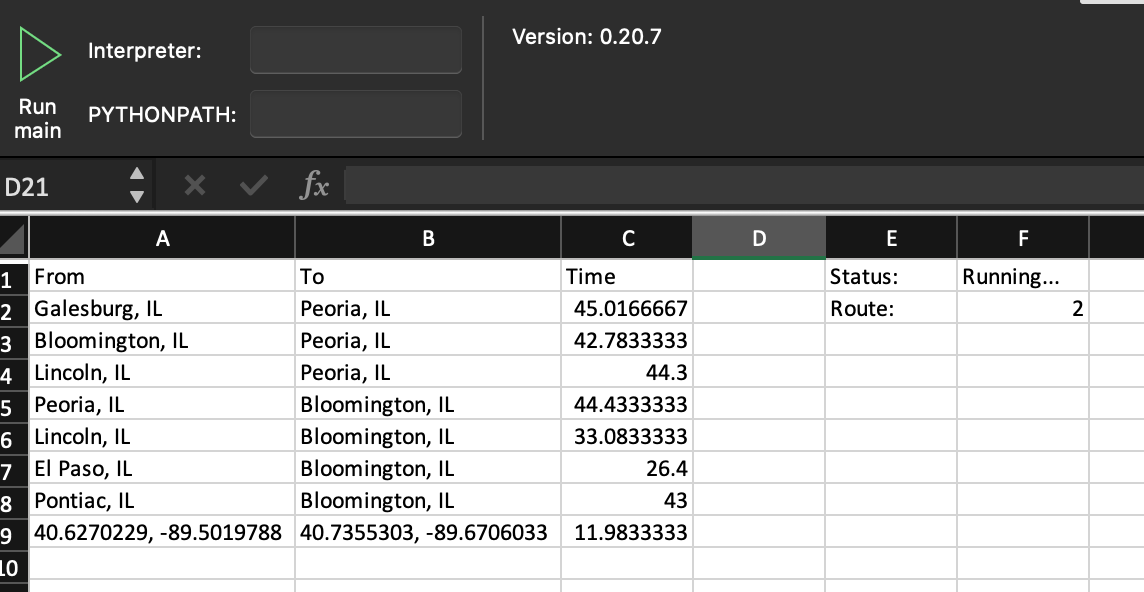 Interpreter:
Version: 0.20.7
Run
main
PYTHONPATH:
D21
fx
A B C D E F
1 From To Time Status: Running...
2 Galesburg, IL Peoria, IL 45.0166667 Route: 2
3 Bloomington, IL Peoria, IL 42.7833333
4 Lincoln, IL Peoria, IL 44.3
5 Peoria, IL Bloomington, IL 44.4333333
6 Lincoln, IL Bloomington, IL 33.0833333
7 El Paso, IL Bloomington, IL 26.4
8 Pontiac, IL Bloomington, IL 43
9 40.6270229, -89.5019788 40.7355303, -89.6706033 11.9833333
10